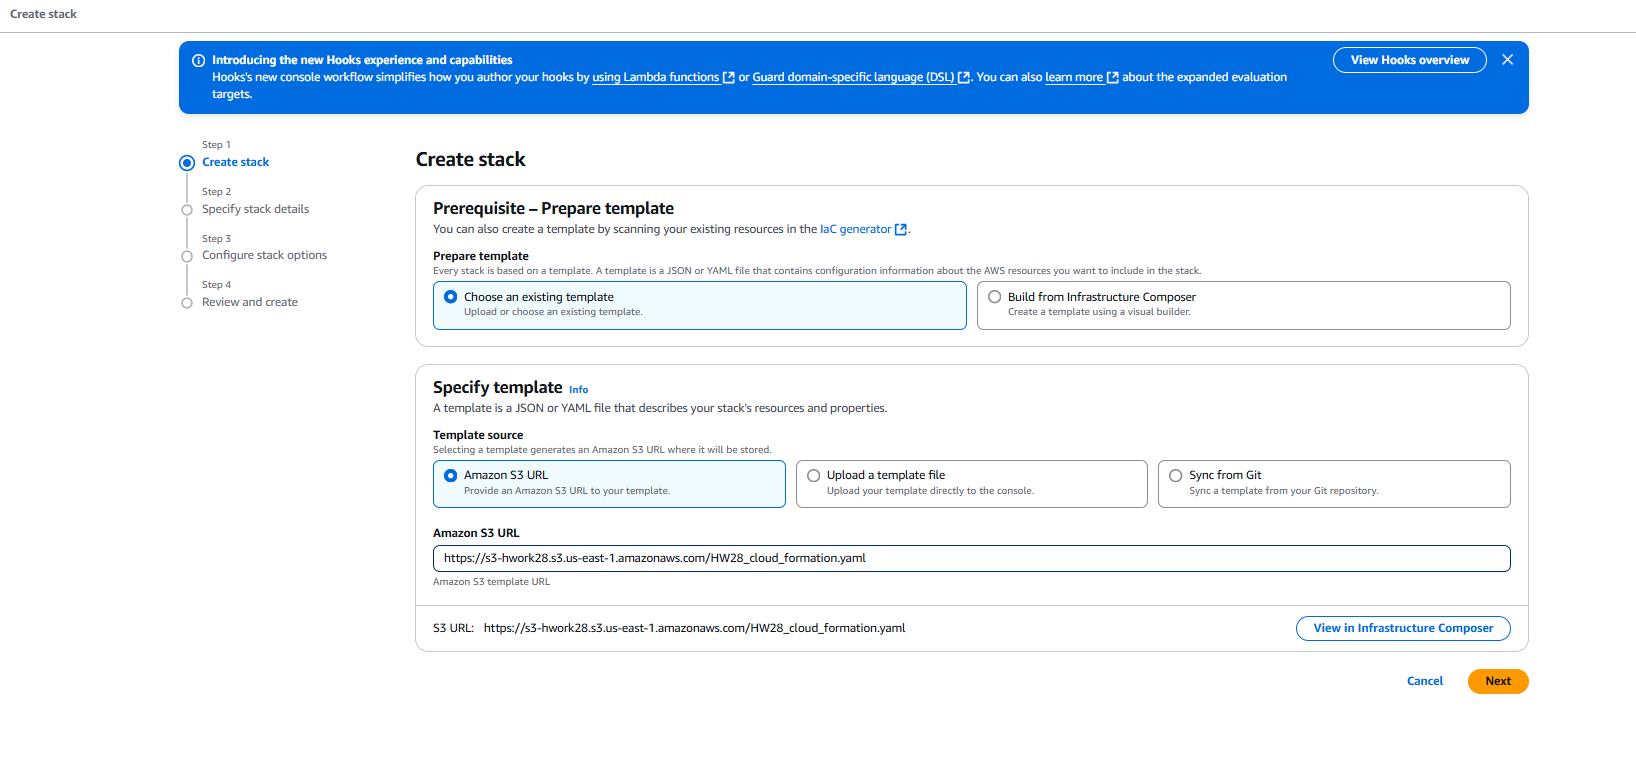 Create stack
Introducing the new Hooks experience and capabilities
Hooks's new console workflow simplifies how you author your hooks by using Lambda functions or Guard domain-specific language (DSL). You can also learn more about the expanded evaluation
targets.
View Hooks overview
Step 1
Create stack
Step 2
Specify stack details
Step 3
Configure stack options
Step 4
Review and create
Create stack
Prerequisite – Prepare template
You can also create a template by scanning your existing resources in the IaC generator.
Prepare template
Every stack is based on a template. A template is a JSON or YAML file that contains configuration information about the AWS resources you want to include in the stack.
Choose an existing template
Upload or choose an existing template.
Build from Infrastructure Composer
Create a template using a visual builder.
Specify template Info
A template is a JSON or YAML file that describes your stack's resources and properties.
Template source
Selecting a template generates an Amazon S3 URL where it will be stored.
Amazon S3 URL
Provide an Amazon S3 URL to your template.
Upload a template file
Upload your template directly to the console.
Sync from Git
Sync a template from your Git repository.
Amazon S3 URL
https://s3-hwork28.s3.us-east-1.amazonaws.com/HW28_cloud_formation.yaml
Amazon S3 template URL
S3 URL: https://s3-hwork28.s3.us-east-1.amazonaws.com/HW28_cloud_formation.yaml
View in Infrastructure Composer
Cancel
Next